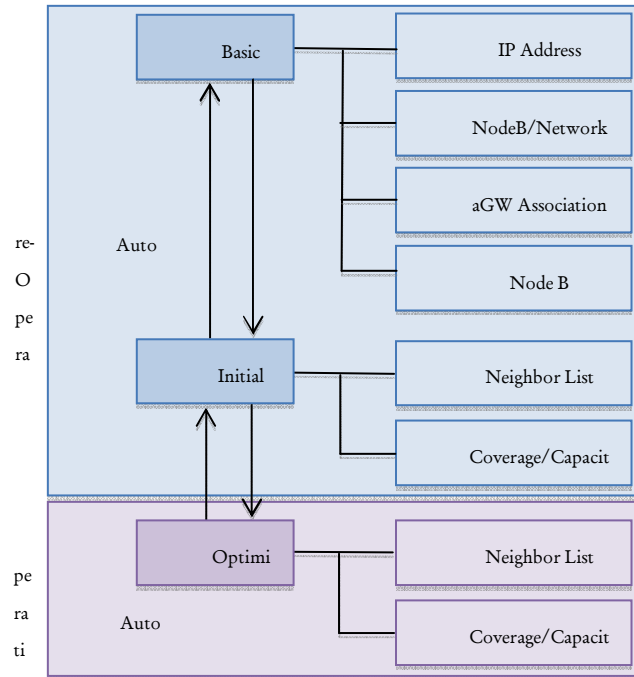 Basic
IP Address
NodeB/Network
aGW Association
Node B
Auto
re-
O
pe
ra
Initial
Neighbor List
Coverage/Capacit
Optimi
Neighbor List
Coverage/Capacit
Auto
pe
ra
ti